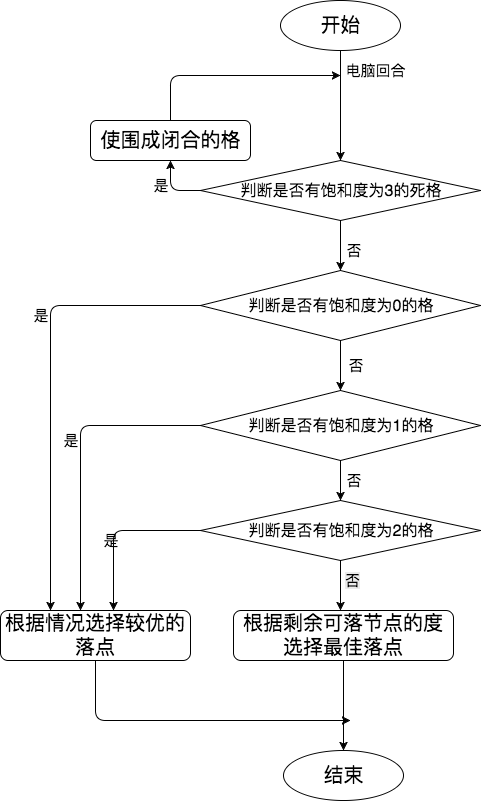 开始
电脑回合
使围成闭合的格
是
判断是否有饱和度为3的死格
否
判断是否有饱和度为0的格
是
否
判断是否有饱和度为1的格
是
否
判断是否有饱和度为2的格
是
否
根据情况选择较优的
落点
根据剩余可落节点的度
选择最佳落点
结束